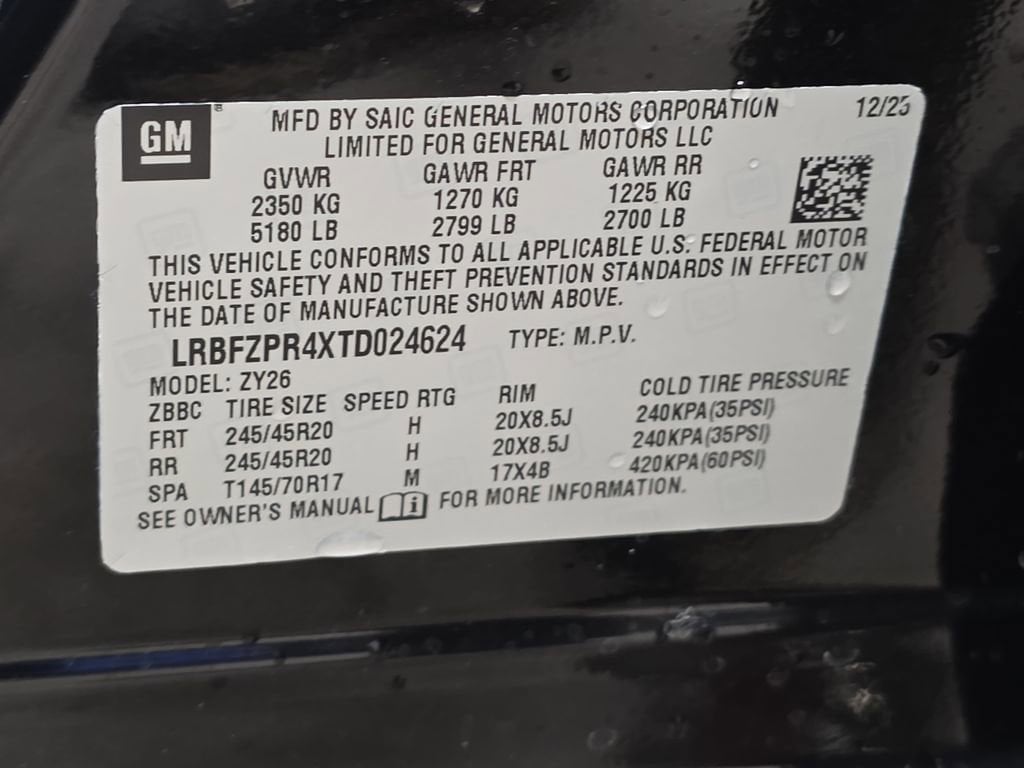 GM ®
MFD BY SAIC GENERAL MOTORS CORPORATION
LIMITED FOR GENERAL MOTORS LLC
12/25
GVWR GAWR FRT GAWR RR
2350 KG 1270 KG 1225 KG
5180 LB 2799 LB 2700 LB
THIS VEHICLE CONFORMS TO ALL APPLICABLE U.S. FEDERAL MOTOR
VEHICLE SAFETY AND THEFT PREVENTION STANDARDS IN EFFECT ON
THE DATE OF MANUFACTURE SHOWN ABOVE.
LRBFZPR4XTD024624 TYPE: M.P.V.
MODEL: ZY26
ZBBC TIRE SIZE SPEED RTG RIM COLD TIRE PRESSURE
FRT 245/45R20 H 20X8.5J 240KPA(35PSI)
RR 245/45R20 H 20X8.5J 240KPA(35PSI)
SPA T145/70R17 M 17X4B 420KPA(60PSI)
SEE OWNER'S MANUAL i FOR MORE INFORMATION.